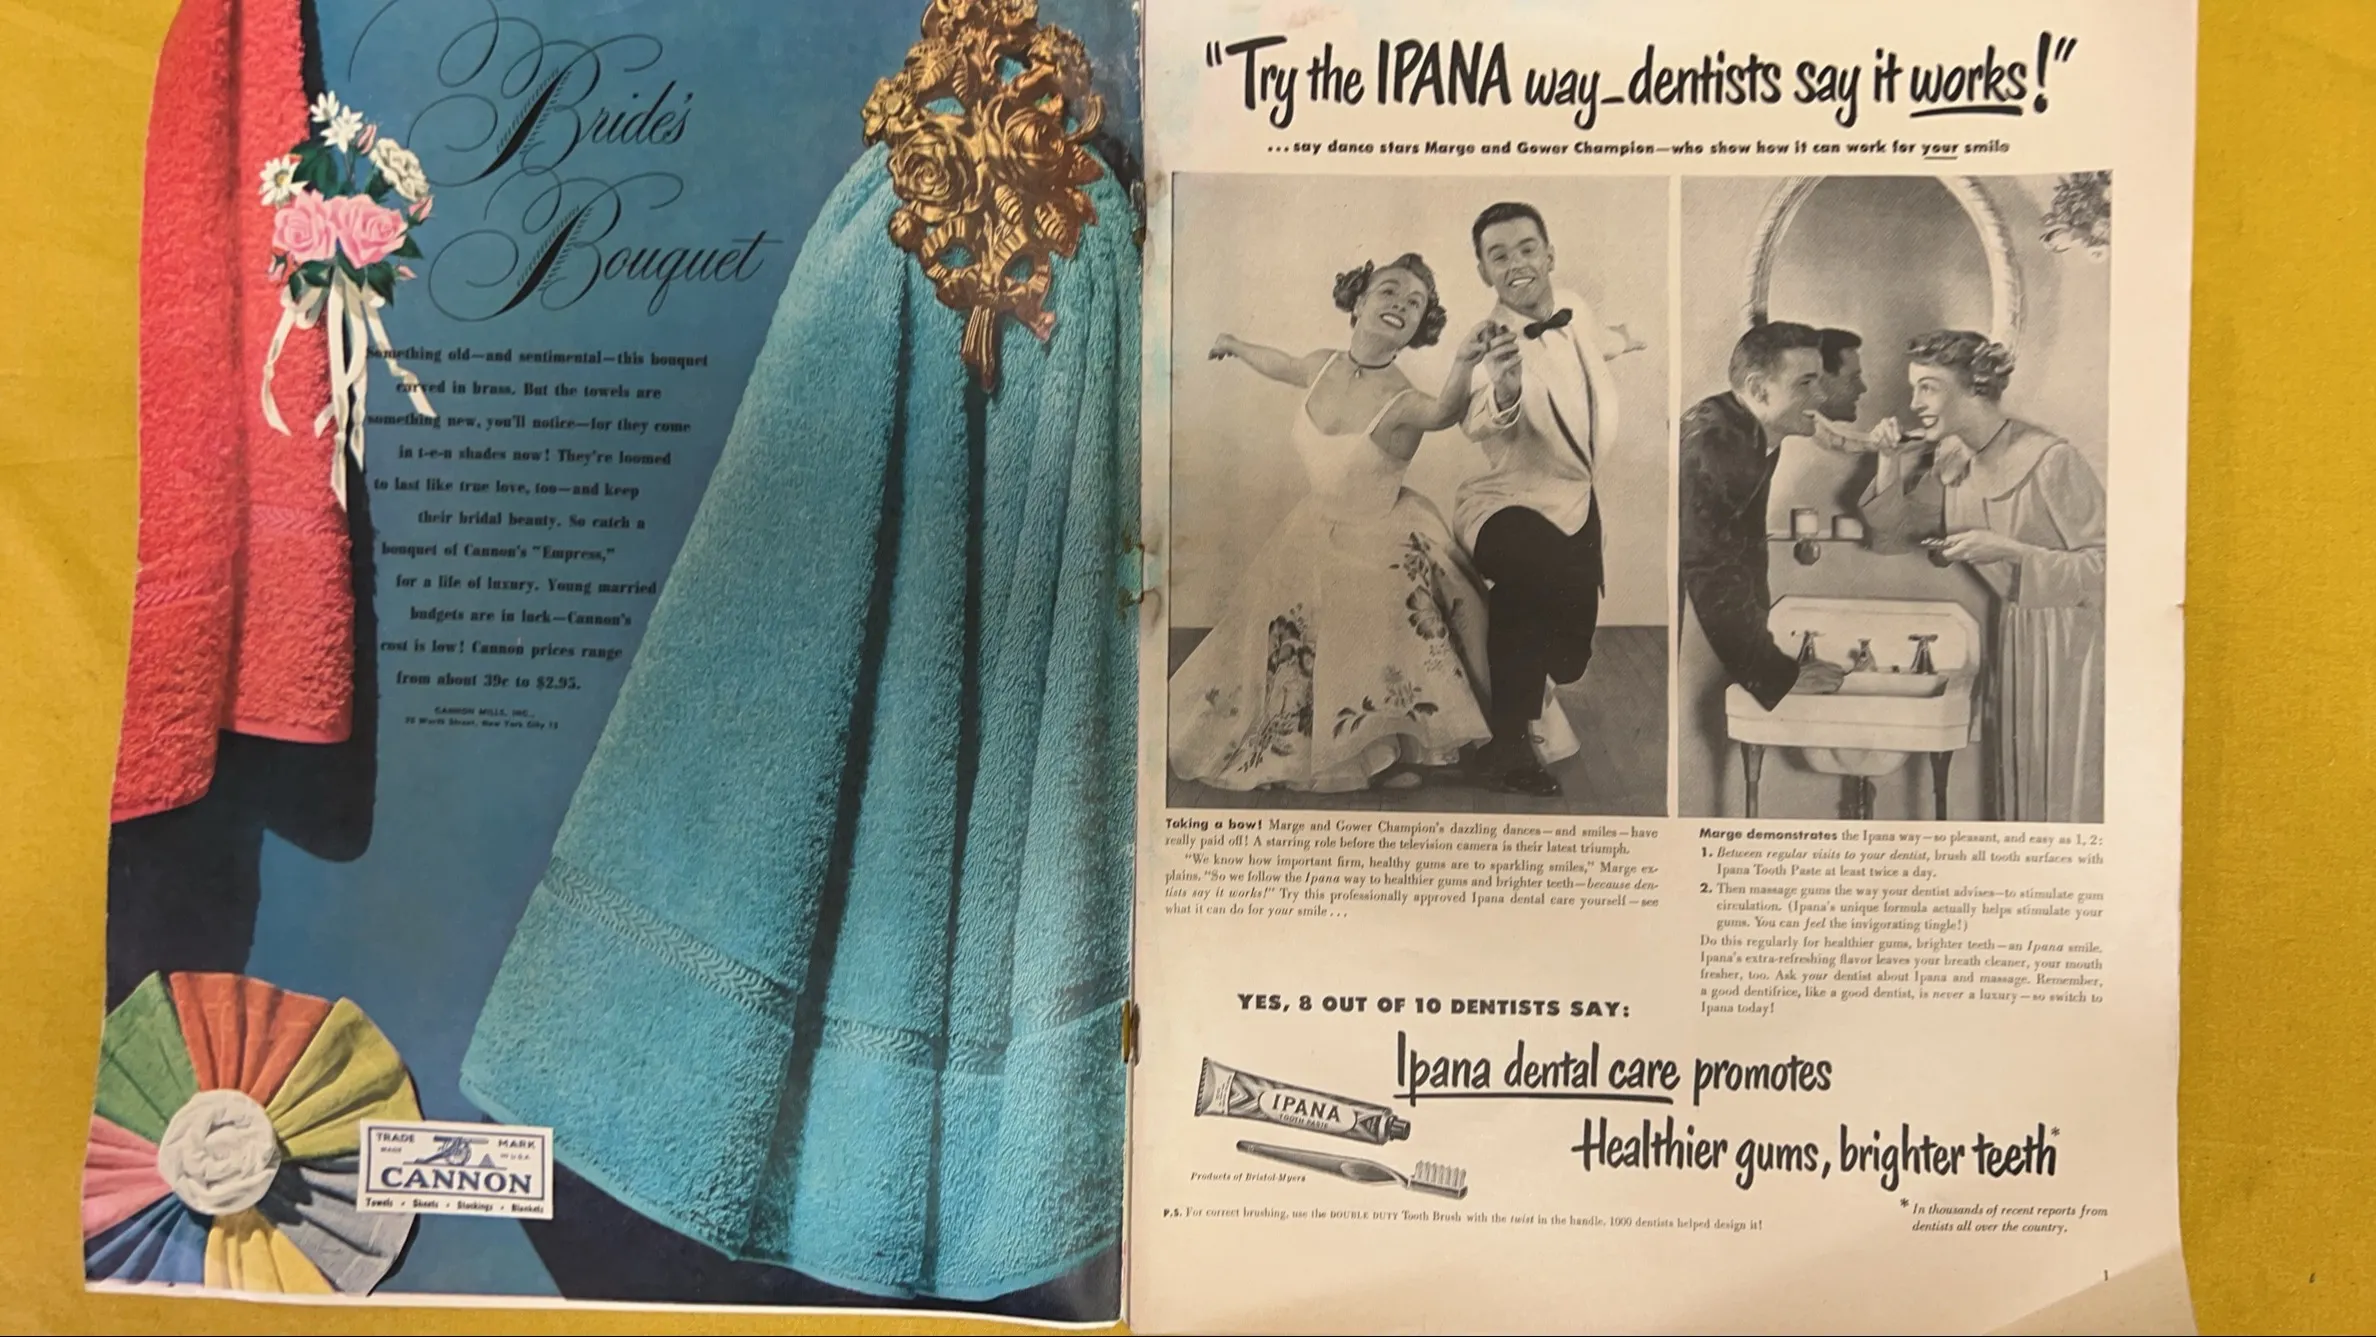 Bride's
Bouquet
Something old—and sentimental—this bouquet
carved in brass. But the towels are
something new, you'll notice—for they come
in t-e-n shades now! They're loomed
to last like true love, too—and keep
their bridal beauty. So catch a
bouquet of Cannon's "Empress,"
for a life of luxury. Young married
budgets are in luck—Cannon's
cost is low! Cannon prices range
from about 39c to $2.95.
CANNON MILLS, INC.,
70 Worth Street, New York City 13
TRADE MARK
MADE IN U.S.A.
CANNON
Towels • Sheets • Stockings • Blankets
"Try the IPANA way—dentists say it works!"
...say dance stars Marge and Gower Champion—who show how it can work for your smile
Taking a bow! Marge and Gower Champion's dazzling dances—and smiles—have
really paid off! A starring role before the television camera is their latest triumph.
"We know how important firm, healthy gums are to sparkling smiles," Marge ex-
plains. "So we follow the Ipana way to healthier gums and brighter teeth—because den-
tists say it works!" Try this professionally approved Ipana dental care yourself—see
what it can do for your smile...
Marge demonstrates the Ipana way—so pleasant, and easy as 1, 2:
1. Between regular visits to your dentist, brush all tooth surfaces with
Ipana Tooth Paste at least twice a day.
2. Then massage gums the way your dentist advises—to stimulate gum
circulation. (Ipana's unique formula actually helps stimulate your
gums. You can feel the invigorating tingle!)
Do this regularly for healthier gums, brighter teeth—an Ipana smile.
Ipana's extra-refreshing flavor leaves your breath cleaner, your mouth
fresher, too. Ask your dentist about Ipana and massage. Remember,
a good dentifrice, like a good dentist, is never a luxury—so switch to
Ipana today!
YES, 8 OUT OF 10 DENTISTS SAY:
Ipana dental care promotes
Healthier gums, brighter teeth*
IPANA
TOOTH PASTE
Products of Bristol-Myers
P.S. For correct brushing, use the DOUBLE DUTY Tooth Brush with the twist in the handle. 1000 dentists helped design it!
* In thousands of recent reports from
dentists all over the country.
1